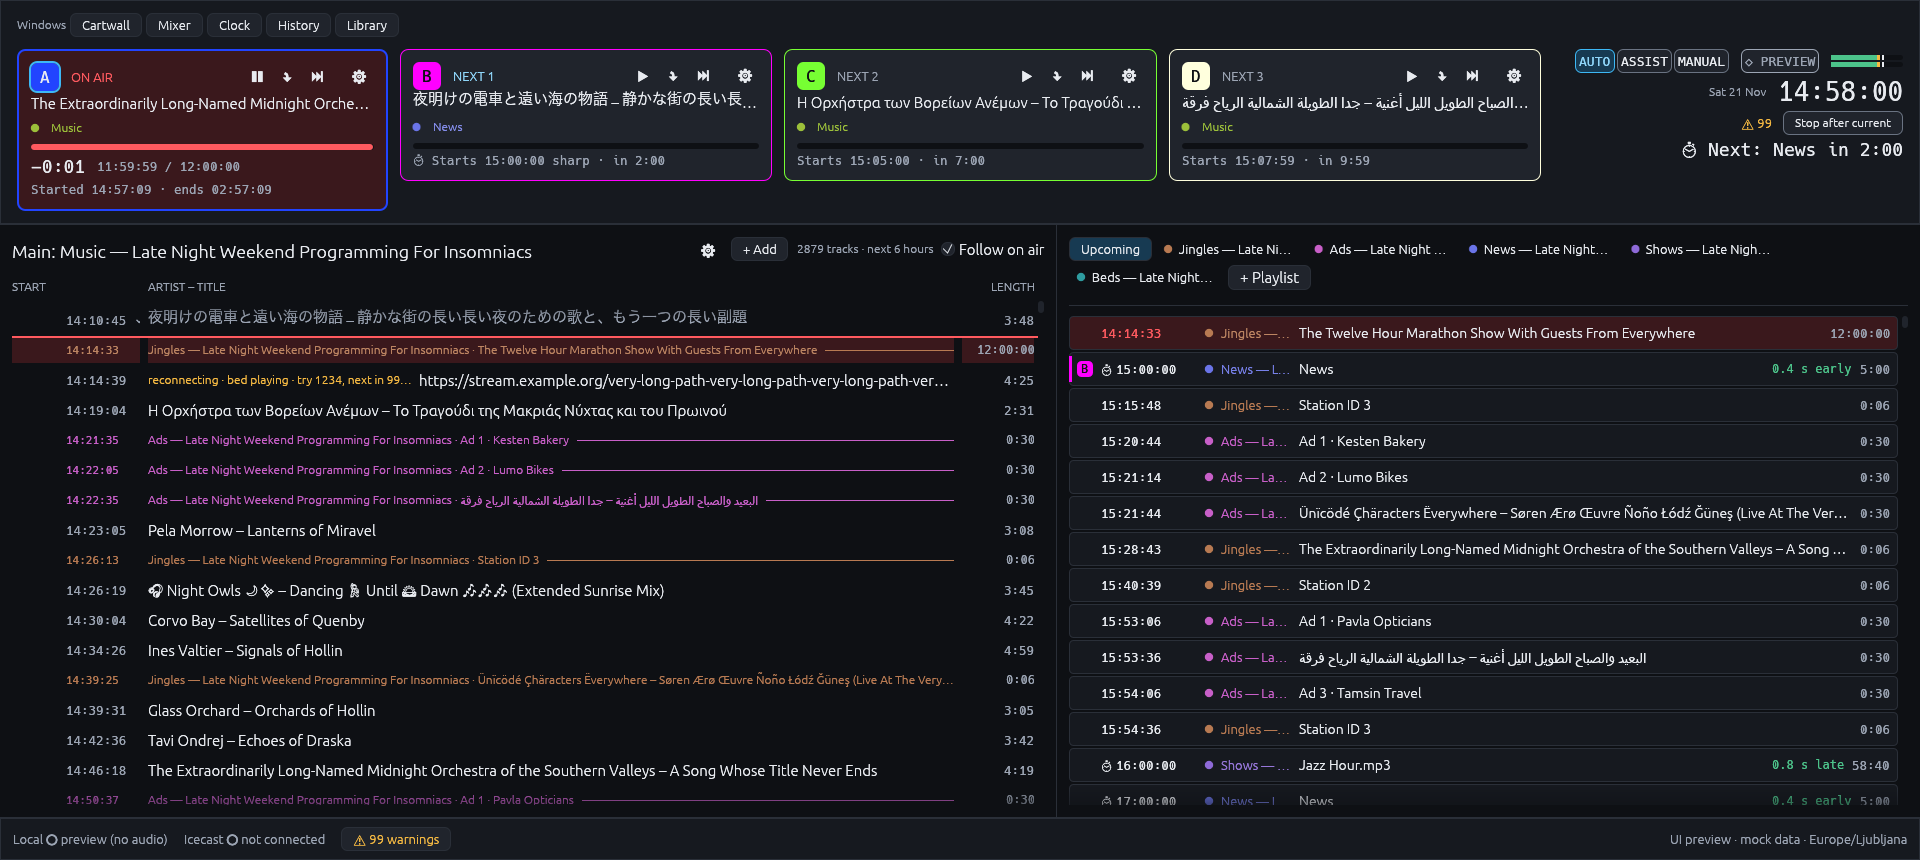 Windows Cartwall Mixer Clock History Library
A ON AIR
The Extraordinarily Long-Named Midnight Orche...
Music
−0:01 11:59:59 / 12:00:00
Started 14:57:09 · ends 02:57:09
B NEXT 1
夜明けの電車と遠い海の物語 – 静かな街の長い長...
News
Starts 15:00:00 sharp · in 2:00
C NEXT 2
Η Ορχήστρα των Βορείων Ανέμων – Το Τραγούδι ...
Music
Starts 15:05:00 · in 7:00
D NEXT 3
فرقة الرياح الشمالية الطويلة جدا – أغنية الليل الطويل والصباح...
Music
Starts 15:07:59 · in 9:59
AUTO ASSIST MANUAL ◇ PREVIEW
Sat 21 Nov 14:58:00
⚠ 99 Stop after current
Next: News in 2:00
Main: Music — Late Night Weekend Programming For Insomniacs
+ Add 2879 tracks · next 6 hours ✓ Follow on air
START ARTIST – TITLE LENGTH
14:10:45 、夜明けの電車と遠い海の物語 – 静かな街の長い長い夜のための歌と、もう一つの長い副題 3:48
14:14:33 Jingles — Late Night Weekend Programming For Insomniacs · The Twelve Hour Marathon Show With Guests From Everywhere 12:00:00
14:14:39 reconnecting · bed playing · try 1234, next in 99... https://stream.example.org/very-long-path-very-long-path-very-long-path-ver... 4:25
14:19:04 Η Ορχήστρα των Βορείων Ανέμων – Το Τραγούδι της Μακριάς Νύχτας και του Πρωινού 2:31
14:21:35 Ads — Late Night Weekend Programming For Insomniacs · Ad 1 · Kesten Bakery 0:30
14:22:05 Ads — Late Night Weekend Programming For Insomniacs · Ad 2 · Lumo Bikes 0:30
14:22:35 Ads — Late Night Weekend Programming For Insomniacs · فرقة الرياح الشمالية الطويلة جدا – أغنية الليل الطويل والصباح البعيد 0:30
14:23:05 Pela Morrow – Lanterns of Miravel 3:08
14:26:13 Jingles — Late Night Weekend Programming For Insomniacs · Station ID 3 0:06
14:26:19 🎧 Night Owls 🌙✨ – Dancing 💃 Until 🌅 Dawn 🎶🎶🎶 (Extended Sunrise Mix) 3:45
14:30:04 Corvo Bay – Satellites of Quenby 4:22
14:34:26 Ines Valtier – Signals of Hollin 4:59
14:39:25 Jingles — Late Night Weekend Programming For Insomniacs · Ünïcödé Çhäracters Ëverywhere – Søren Ærø Œuvre Ñoño Łódź Ğüneş (Live At The Very... 0:06
14:39:31 Glass Orchard – Orchards of Hollin 3:05
14:42:36 Tavi Ondrej – Echoes of Draska 3:42
14:46:18 The Extraordinarily Long-Named Midnight Orchestra of the Southern Valleys – A Song Whose Title Never Ends 4:19
14:50:37 Ads — Late Night Weekend Programming For Insomniacs · Ad 1 · Pavla Opticians 0:30
Upcoming Jingles — Late Ni... Ads — Late Night ... News — Late Night... Shows — Late Nigh...
Beds — Late Night... + Playlist
14:14:33 Jingles —... The Twelve Hour Marathon Show With Guests From Everywhere 12:00:00
B 15:00:00 News — L... News 0.4 s early 5:00
15:15:48 Jingles —... Station ID 3 0:06
15:20:44 Ads — La... Ad 1 · Kesten Bakery 0:30
15:21:14 Ads — La... Ad 2 · Lumo Bikes 0:30
15:21:44 Ads — La... Ünïcödé Çhäracters Ëverywhere – Søren Ærø Œuvre Ñoño Łódź Ğüneş (Live At The Ver... 0:30
15:28:43 Jingles —... The Extraordinarily Long-Named Midnight Orchestra of the Southern Valleys – A Song ... 0:06
15:40:39 Jingles —... Station ID 2 0:06
15:53:06 Ads — La... Ad 1 · Pavla Opticians 0:30
15:53:36 Ads — La... فرقة الرياح الشمالية الطويلة جدا – أغنية الليل الطويل والصباح البعيد 0:30
15:54:06 Ads — La... Ad 3 · Tamsin Travel 0:30
15:54:36 Jingles —... Station ID 3 0:06
16:00:00 Shows — ... Jazz Hour.mp3 0.8 s late 58:40
17:00:00 News — L... News 0.4 s early 5:00
Local preview (no audio) Icecast not connected ⚠ 99 warnings UI preview · mock data · Europe/Ljubljana